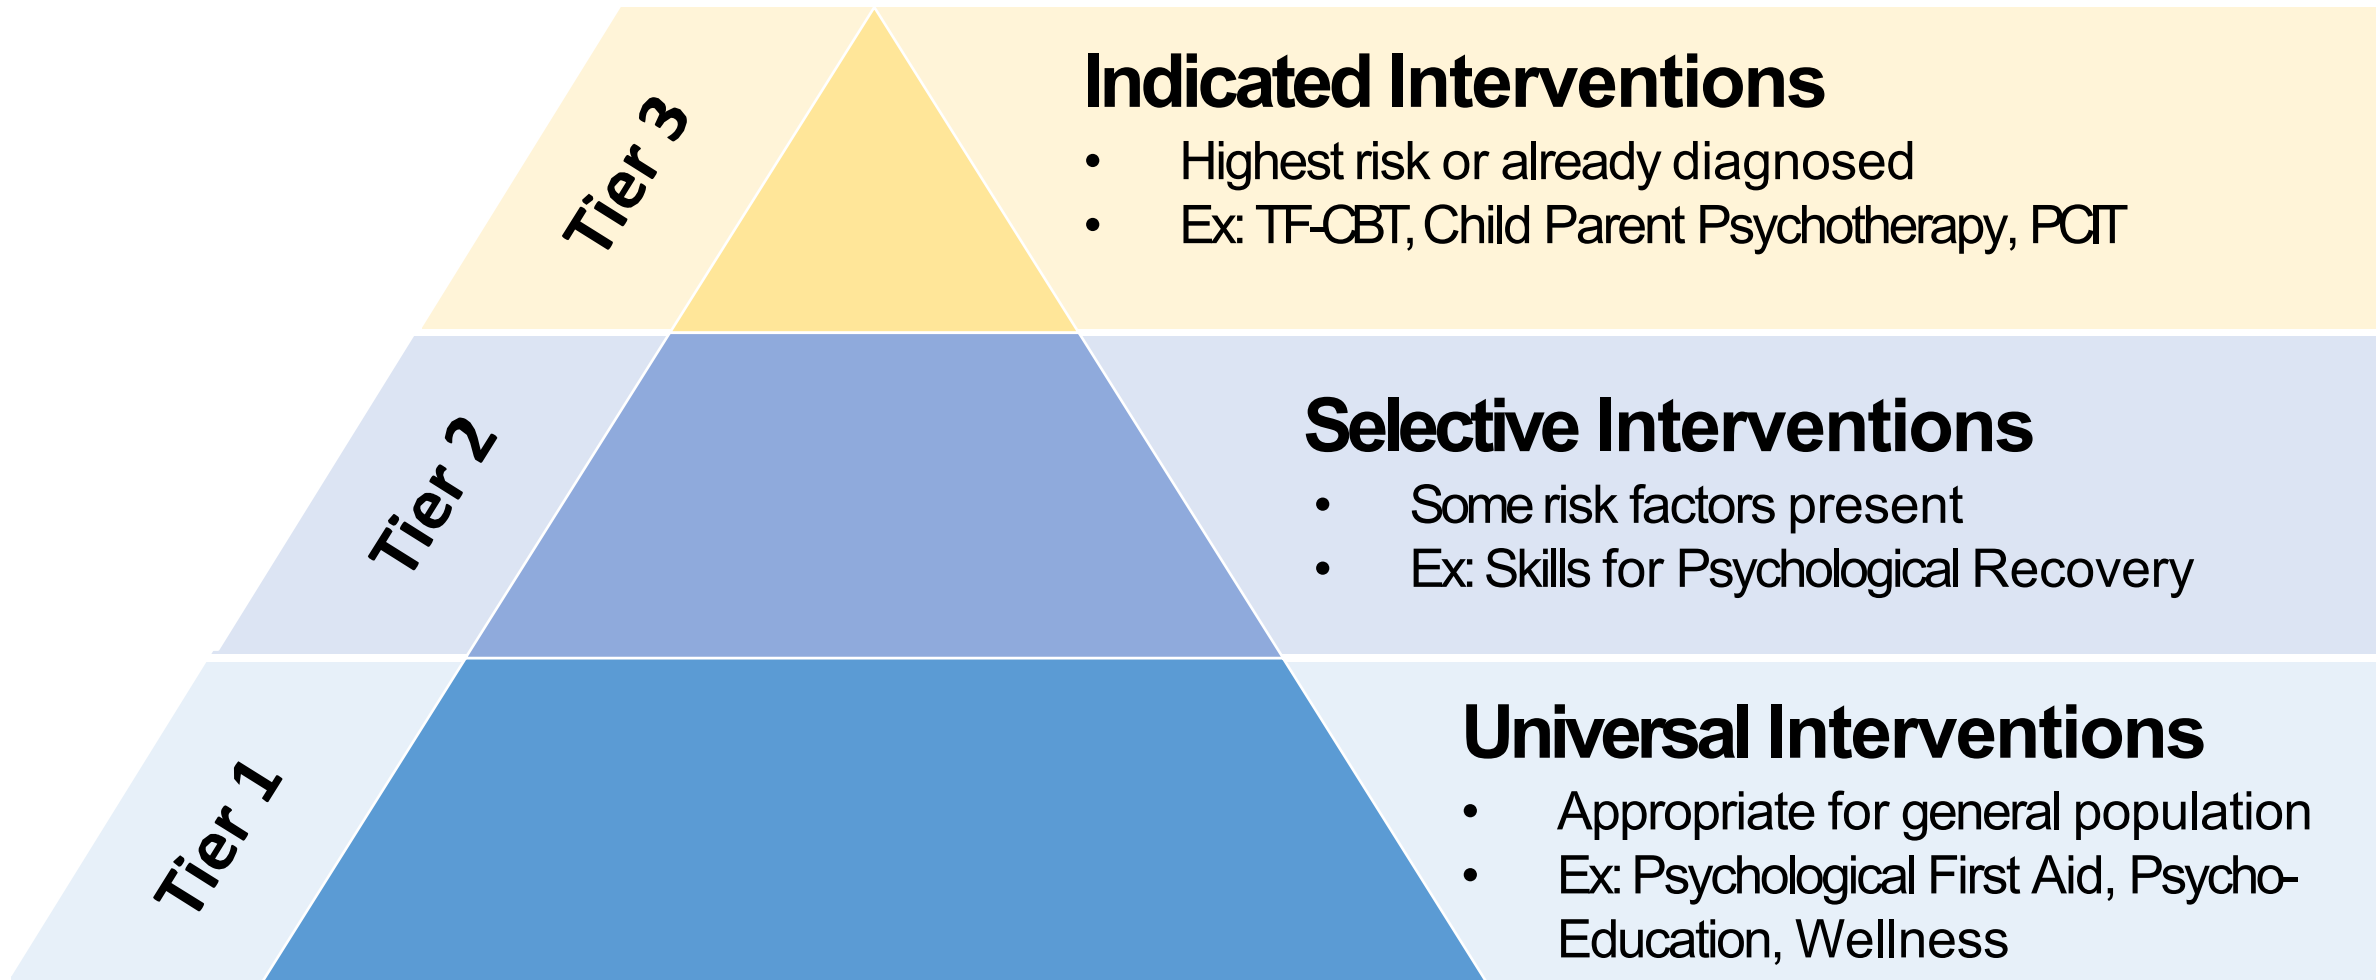 Tier 3
Indicated Interventions
• Highest risk or already diagnosed
• Ex: TF-CBT, Child Parent Psychotherapy, PCIT
Tier 2
Selective Interventions
• Some risk factors present
• Ex: Skills for Psychological Recovery
Tier 1
Universal Interventions
• Appropriate for general population
• Ex: Psychological First Aid, Psycho-
Education, Wellness